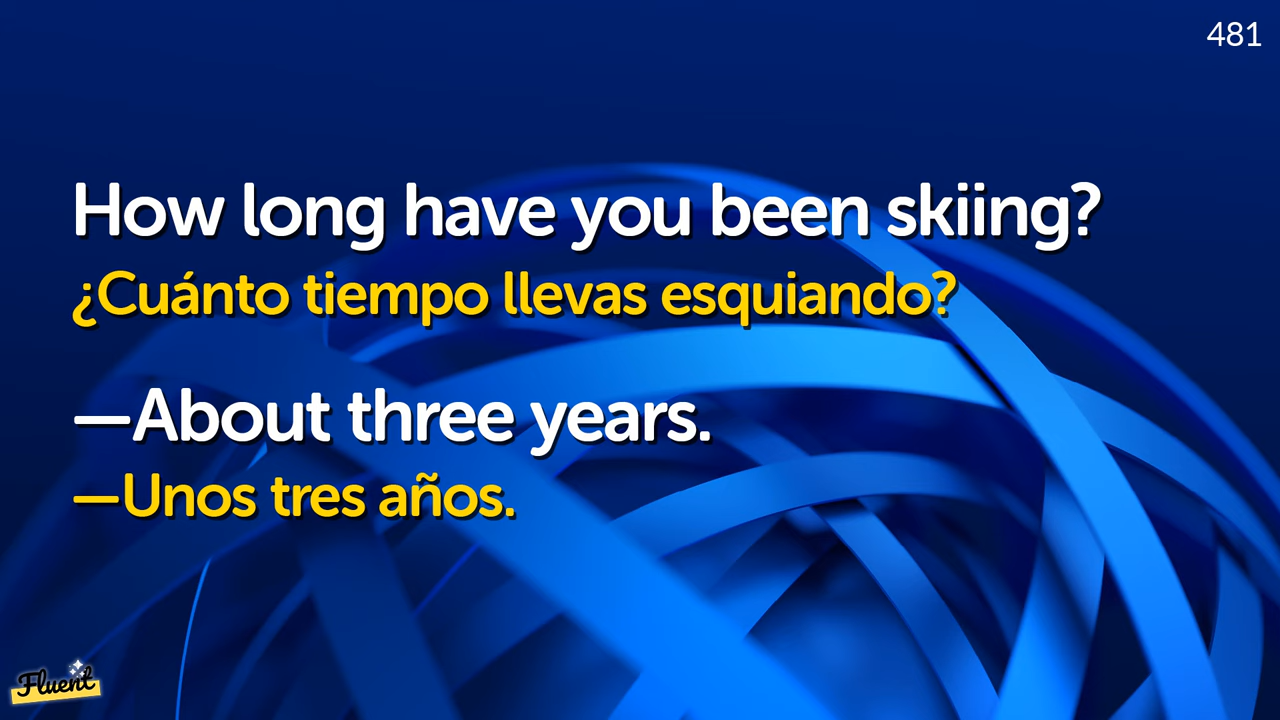 481
How long have you been skiing?
¿Cuánto tiempo llevas esquiando?
—About three years.
—Unos tres años.
Fluent